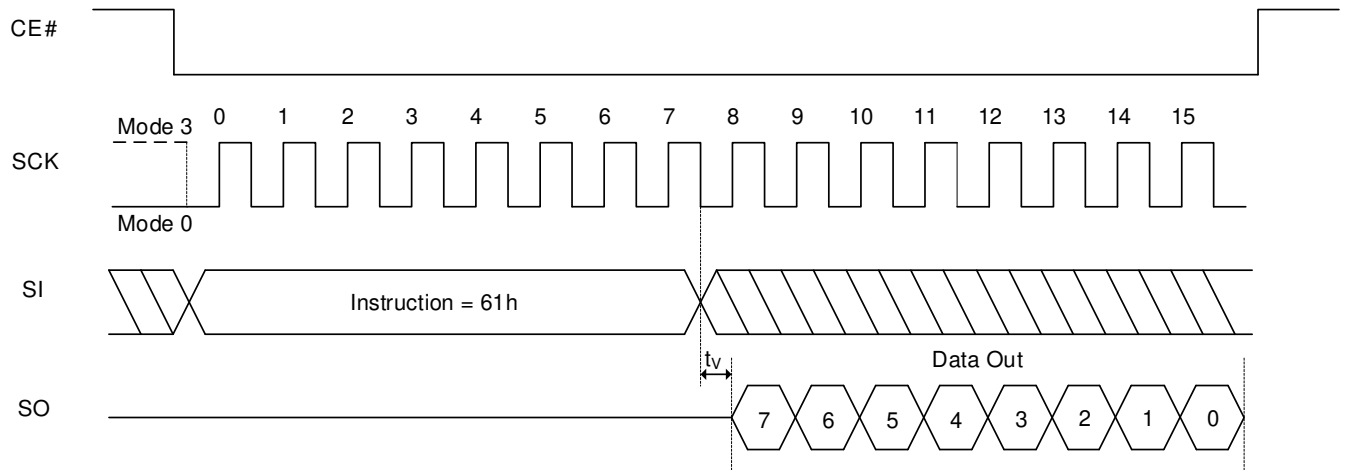 CE#
Mode 3
0 1 2 3 4 5 6 7 8 9 10 11 12 13 14 15
SCK
Mode 0
SI
Instruction = 61h
tV
Data Out
SO
7 6 5 4 3 2 1 0